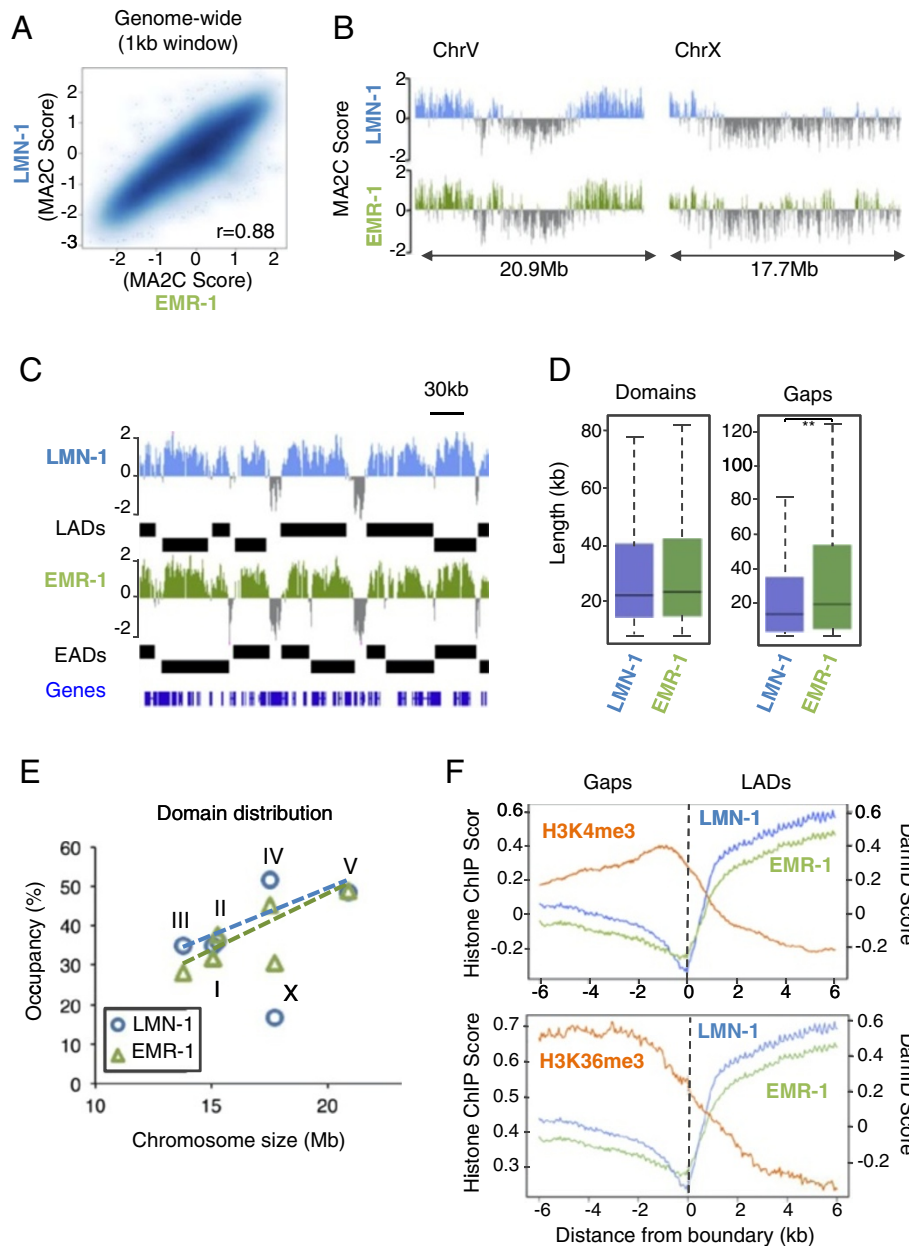 A
Genome-wide
(1kb window)
LMN-1
(MA2C Score)
2
1
0
-1
-2
-3
r=0.88
-2 -1 0 1 2
(MA2C Score)
EMR-1
B
ChrV ChrX
MA2C Score
LMN-1
2
0
-2
EMR-1
2
0
-2
20.9Mb 17.7Mb
C
30kb
LMN-1
2
0
-2
LADs
EMR-1
2
0
-2
EADs
Genes
D
Domains Gaps
Length (kb)
80
60
40
20
120
100
80
60
40
20
**
LMN-1 EMR-1 LMN-1 EMR-1
E
Domain distribution
Occupancy (%)
60
50
40
30
20
10
0
III II IV V
I X
LMN-1
EMR-1
10 15 20
Chromosome size (Mb)
F
Gaps LADs
Histone ChIP Scor
0.6
0.4
0.2
0
-0.2
H3K4me3
LMN-1
EMR-1
0.6
0.4
0.2
0
-0.2
DamID Score
-6 -4 -2 0 2 4 6
Histone ChIP Score
0.7
0.6
0.5
0.4
0.3
H3K36me3
LMN-1
EMR-1
0.6
0.4
0.2
0
-0.2
DamID Score
-6 -4 -2 0 2 4 6
Distance from boundary (kb)